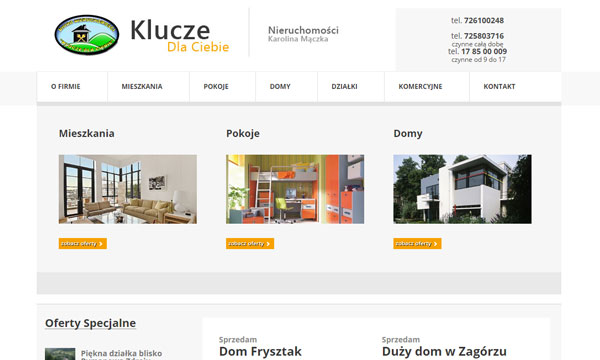 Klucze
Dla Ciebie
Nieruchomości
Karolina Mączka
tel. 726100248
tel. 725803716
czynne całą dobę
tel. 17 85 00 009
czynne od 9 do 17
O FIRMIE
MIESZKANIA
POKOJE
DOMY
DZIAŁKI
KOMERCYJNE
KONTAKT
Mieszkania
Pokoje
Domy
zobacz oferty
zobacz oferty
zobacz oferty
Oferty Specjalne
Piękna działka blisko
Sprzedam
Dom Frysztak
Sprzedam
Duży dom w Zagórzu